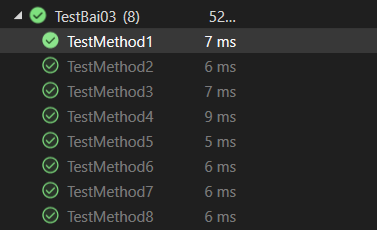 TestBai03 (8) 52...
TestMethod1 7 ms
TestMethod2 6 ms
TestMethod3 7 ms
TestMethod4 9 ms
TestMethod5 5 ms
TestMethod6 6 ms
TestMethod7 6 ms
TestMethod8 6 ms